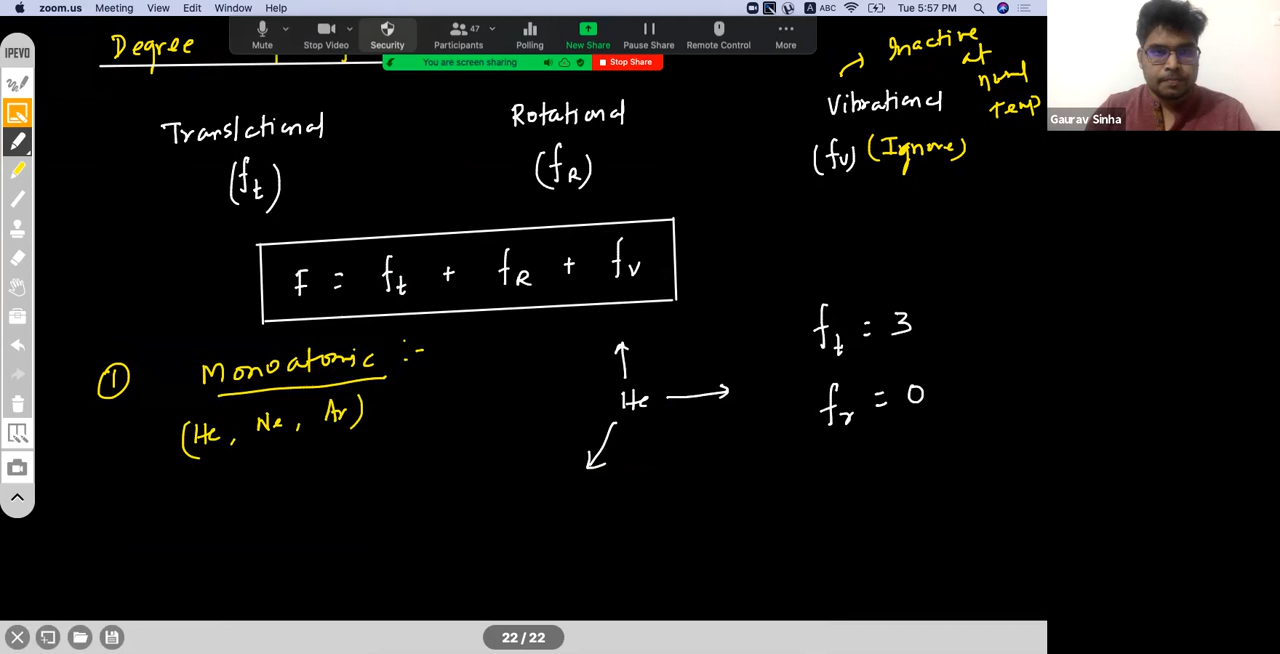 zoom.us Meeting View Edit Window Help
ABC Tue 5:57 PM
IPEVO
Mute Stop Video Security Participants 47 Polling New Share Pause Share Remote Control More
You are screen sharing Stop Share
Degree
Inactive
at
temp
Gaurav Sinha
Translational Rotational Vibrational
(ft) (fR) (fv) (Ignore)
F = ft + fR + fv
① Monoatomic :-
(He, Ne, Ar)
He
ft = 3
fr = 0
22 / 22